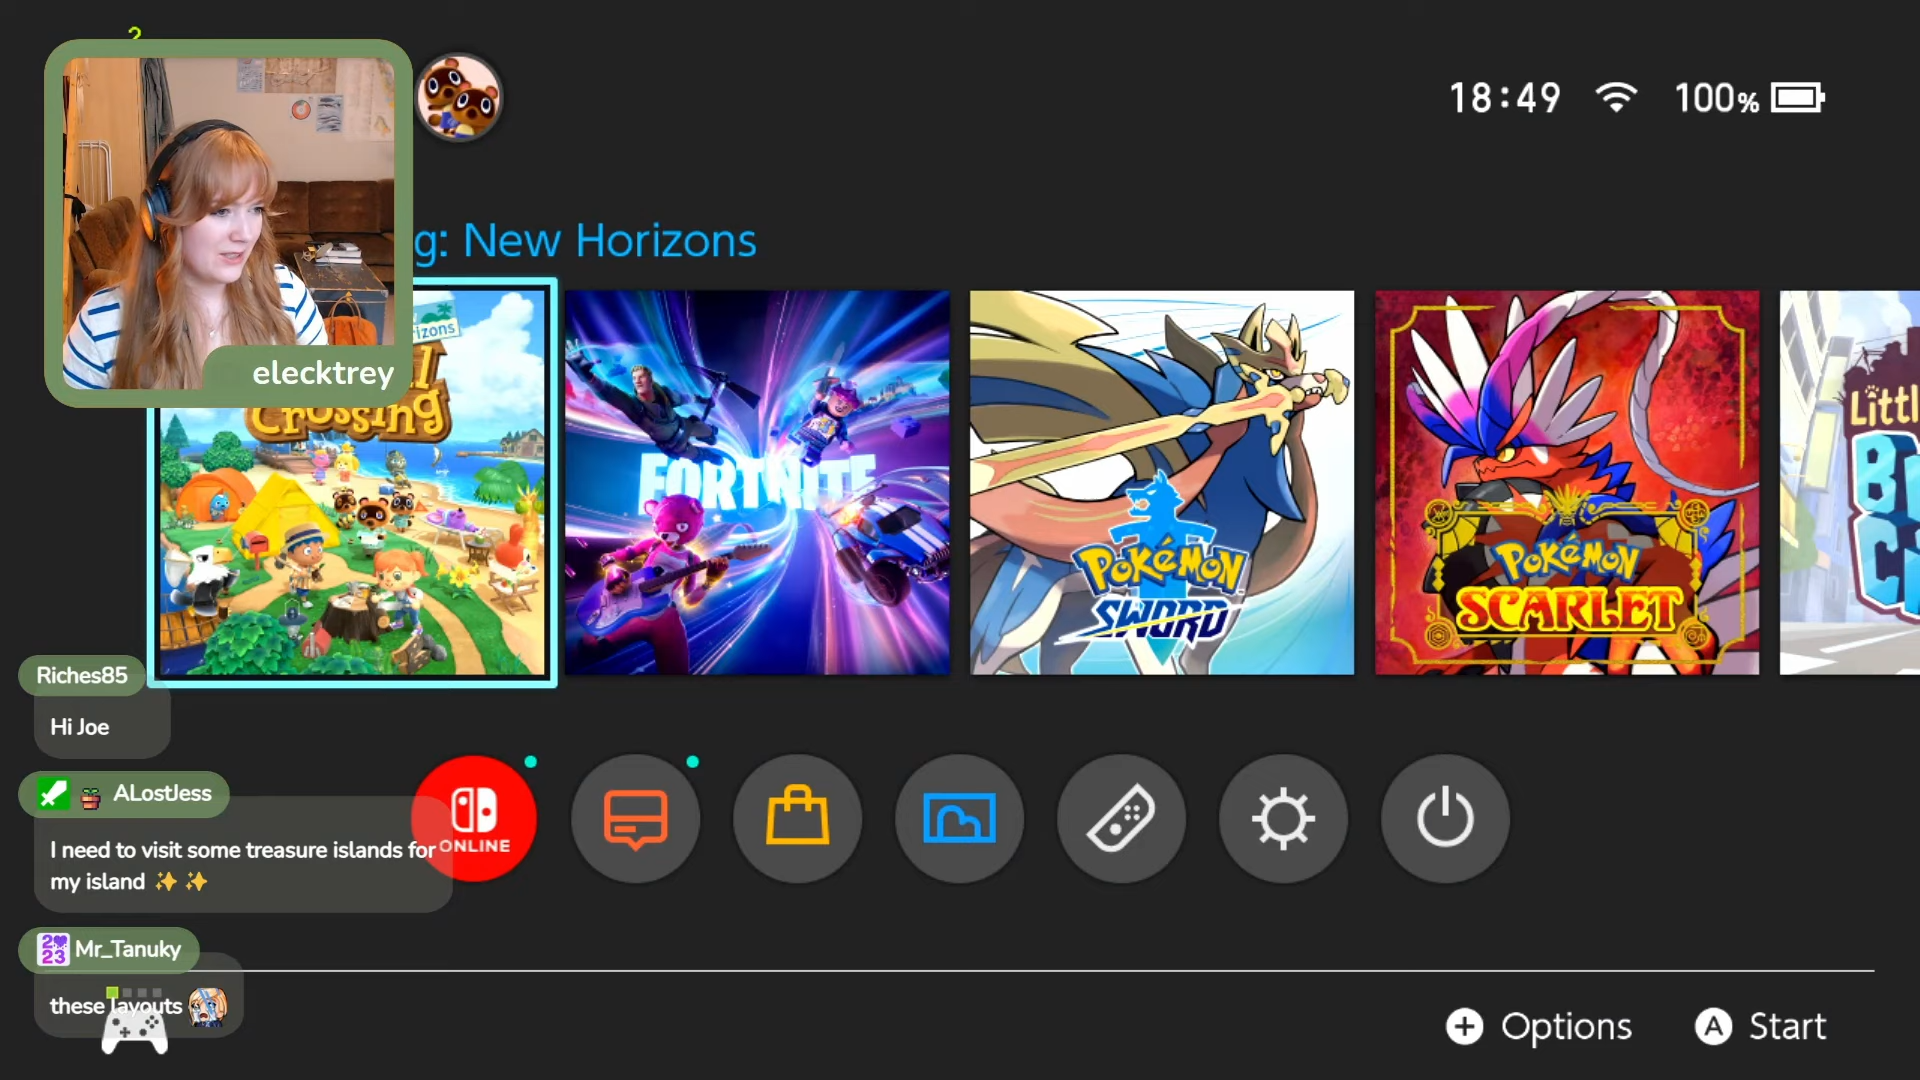 2
18:49
100%
elecktrey
g: New Horizons
izons
Crossing
FORTNITE
POKéMON
SWORD
POKéMON
SCARLET
Littl
Riches85
Hi Joe
ALostJess
I need to visit some treasure islands for
my island ✨ ✨
ONLINE
2023
Mr_Tanuky
these layouts
+ Options
A Start